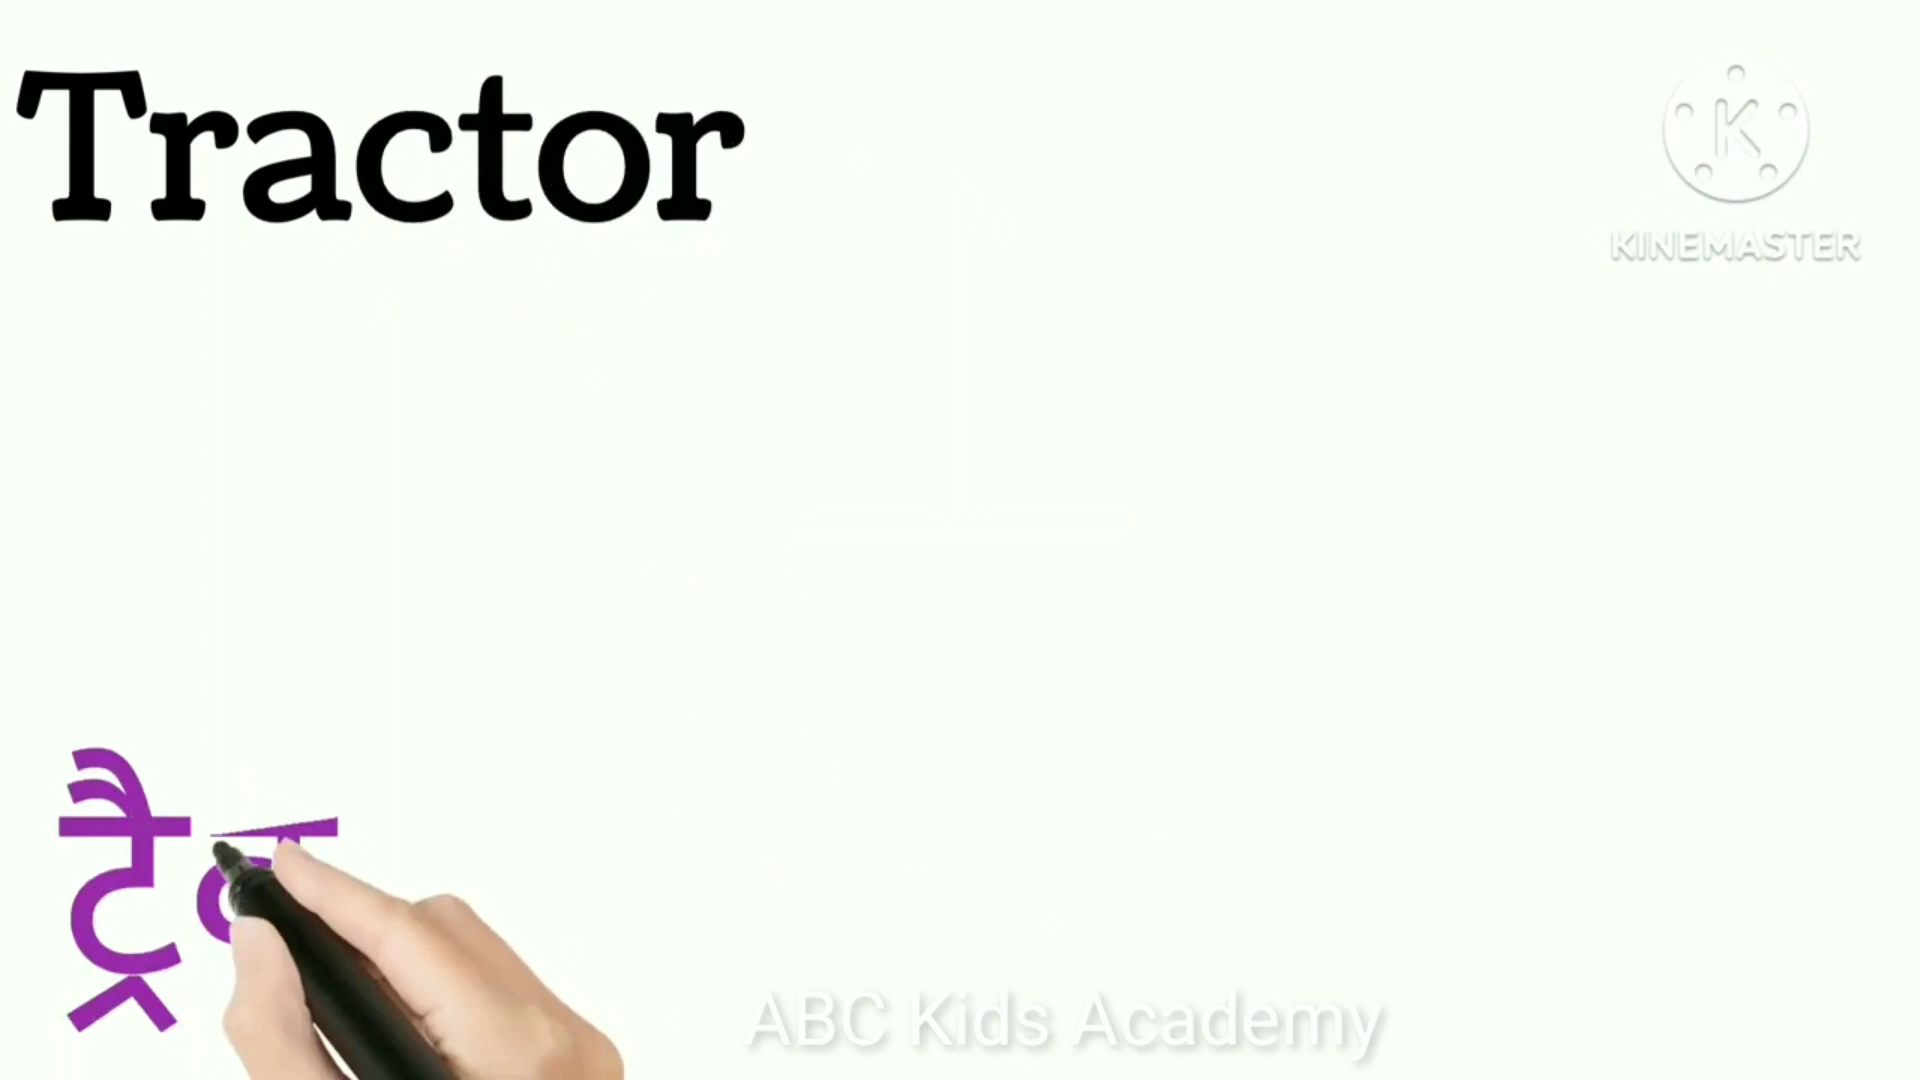 Tractor
K
KINEMASTER
ट्रै
ABC Kids Academy